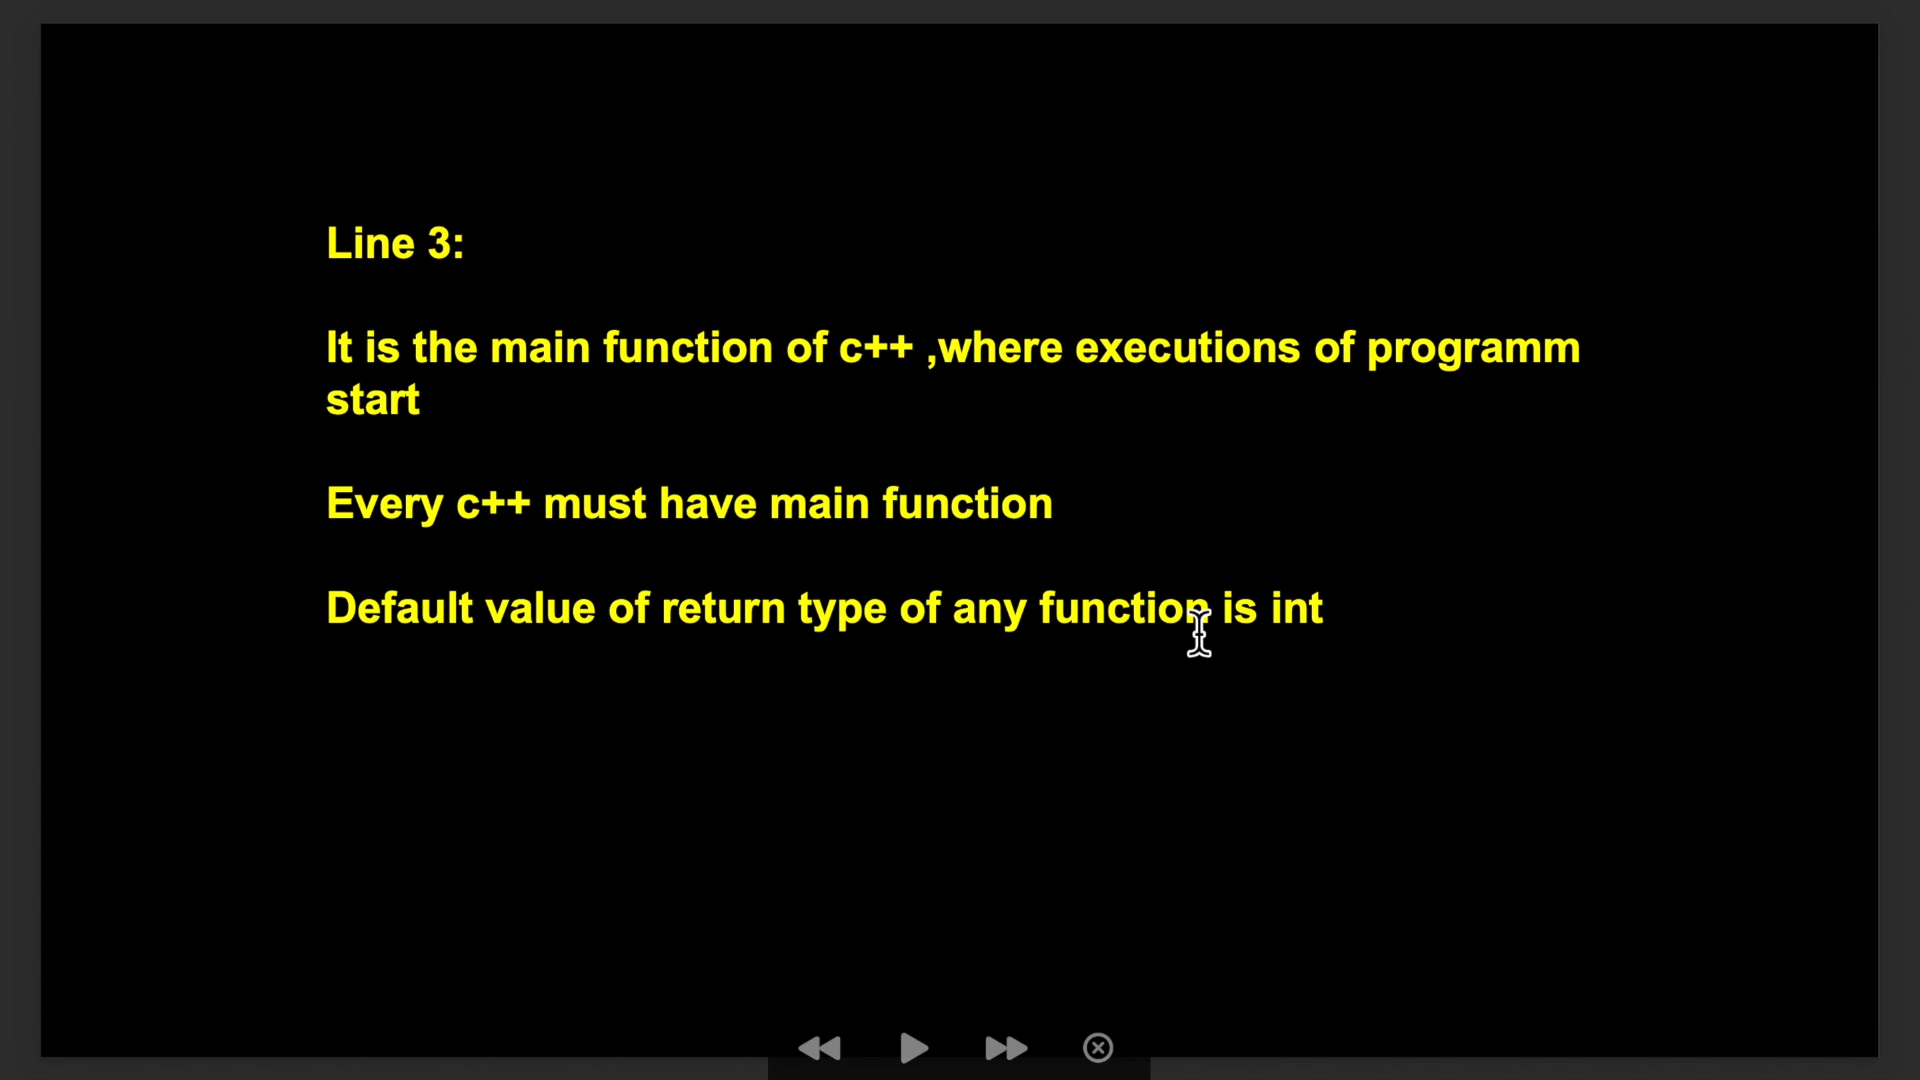 Line 3:
It is the main function of c++ ,where executions of programm
start
Every c++ must have main function
Default value of return type of any function is int